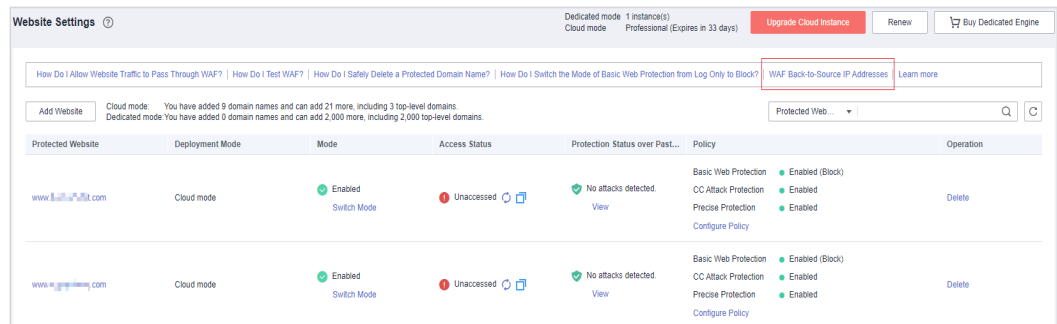 Website Settings
Dedicated mode 1 instance(s)
Cloud mode Professional (Expires in 33 days)
Upgrade Cloud Instance
Renew
Buy Dedicated Engine
How Do I Allow Website Traffic to Pass Through WAF? | How Do I Test WAF? | How Do I Safely Delete a Protected Domain Name? | How Do I Switch the Mode of Basic Web Protection from Log Only to Block? | WAF Back-to-Source IP Addresses | Learn more
Add Website
Cloud mode: You have added 9 domain names and can add 21 more, including 3 top-level domains.
Dedicated mode:You have added 0 domain names and can add 2,000 more, including 2,000 top-level domains.
Protected Web...
Protected Website Deployment Mode Mode Access Status Protection Status over Past... Policy Operation
www. t.com
Cloud mode
Enabled
Switch Mode
Unaccessed
No attacks detected.
View
Basic Web Protection Enabled (Block)
CC Attack Protection Enabled
Precise Protection Enabled
Configure Policy
Delete
www. .com
Cloud mode
Enabled
Switch Mode
Unaccessed
No attacks detected.
View
Basic Web Protection Enabled (Block)
CC Attack Protection Enabled
Precise Protection Enabled
Configure Policy
Delete